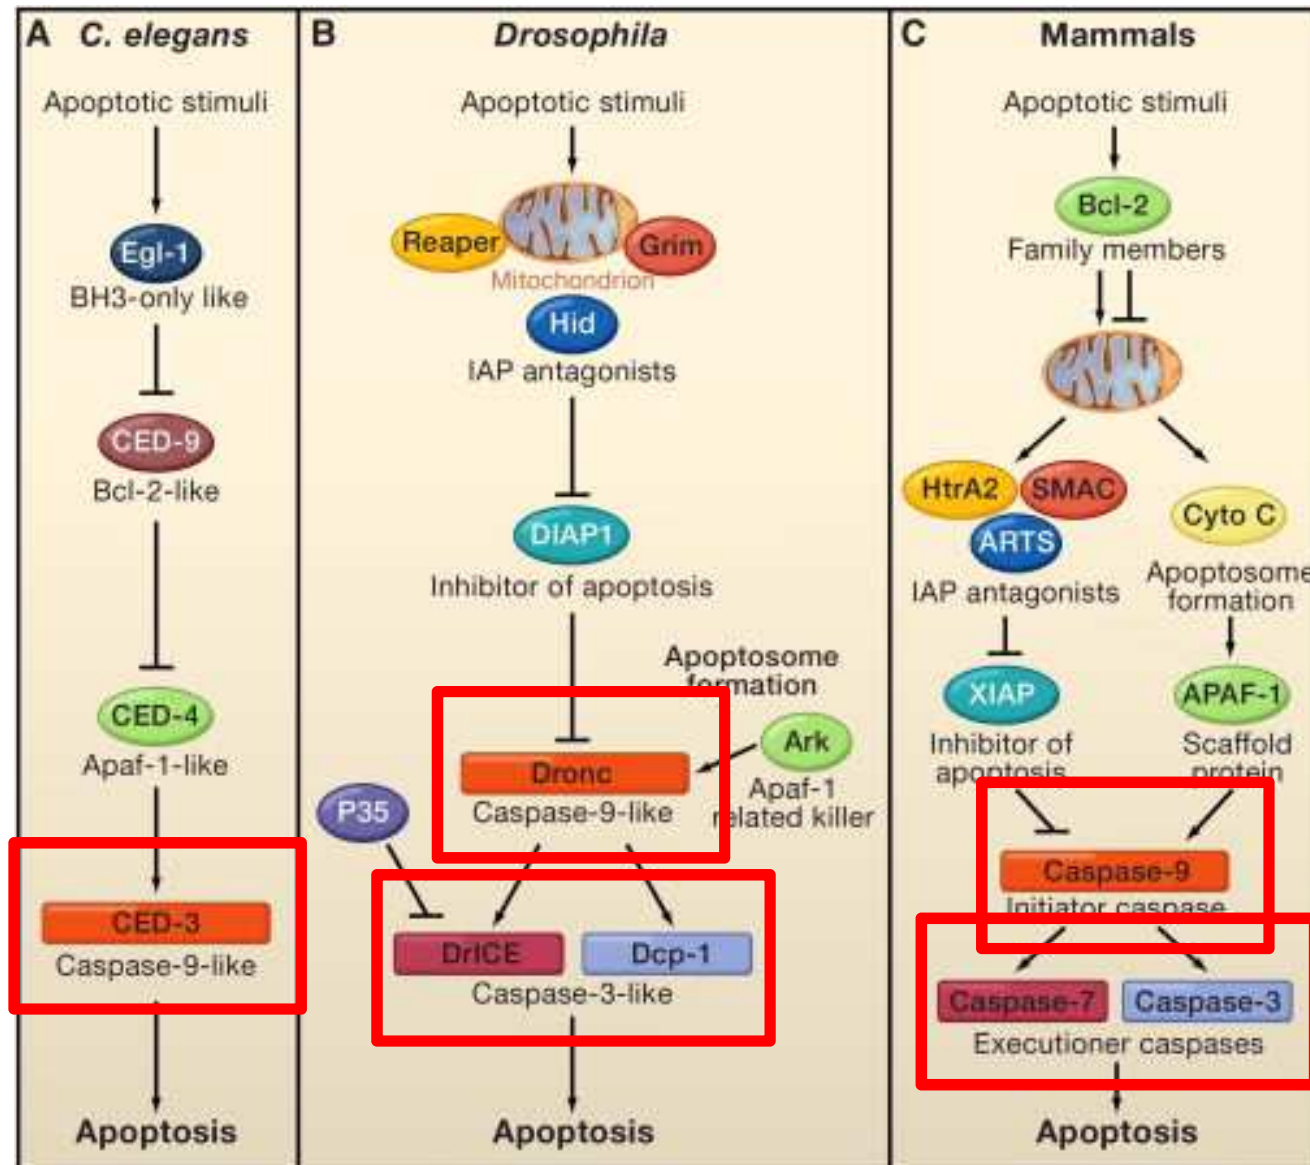 A C. elegans
Apoptotic stimuli
Egl-1
BH3-only like
CED-9
Bcl-2-like
CED-4
Apaf-1-like
CED-3
Caspase-9-like
Apoptosis
B Drosophila
Apoptotic stimuli
Reaper
Grim
Mitochondrion
Hid
IAP antagonists
DIAP1
Inhibitor of apoptosis
Apoptosome
formation
Ark
Apaf-1
related killer
Dronc
Caspase-9-like
P35
DrICE
Dcp-1
Caspase-3-like
Apoptosis
C Mammals
Apoptotic stimuli
Bcl-2
Family members
HtrA2
SMAC
ARTS
IAP antagonists
Cyto C
Apoptosome
formation
XIAP
Inhibitor of
apoptosis
APAF-1
Scaffold
protein
Caspase-9
Initiator caspase
Caspase-7
Caspase-3
Executioner caspases
Apoptosis